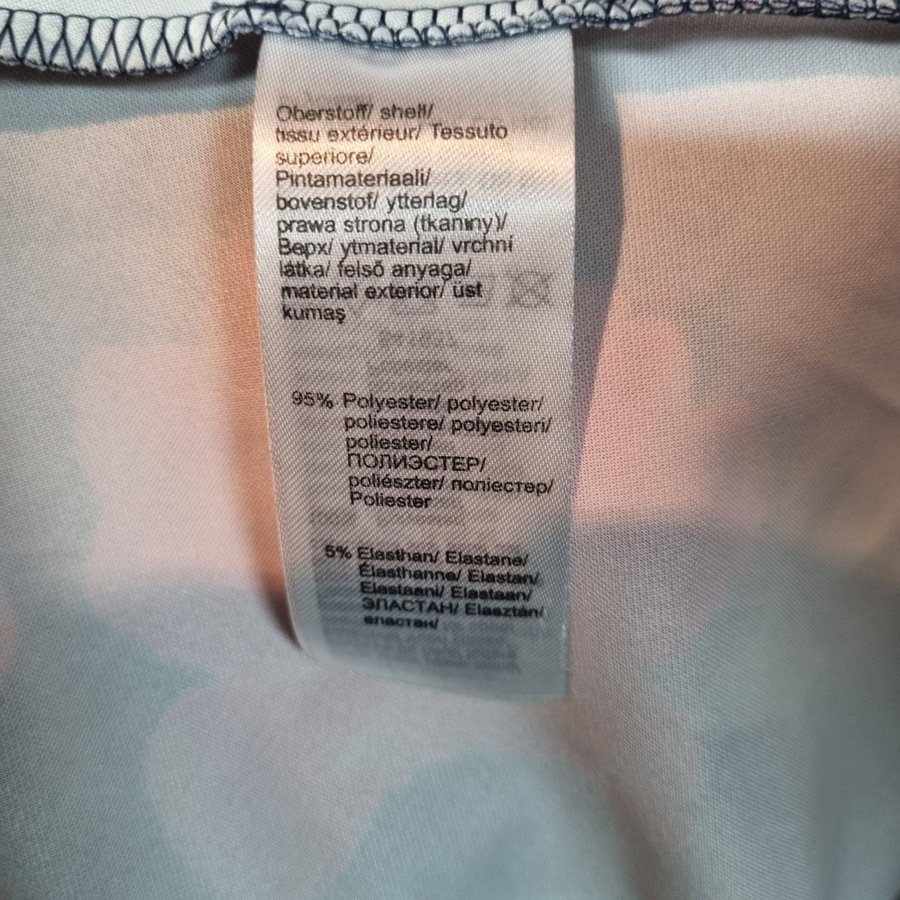 Oberstoff/ shell/
tissu extérieur/ Tessuto
superiore/
Pintamateriaali/
bovenstof/ ytterlag/
prawa strona (tkaniny)/
Верх/ ytmaterial/ vrchní
látka/ felső anyaga/
material exterior/ üst
kumaş
95% Polyester/ polyester/
poliestere/ polyesteri/
poliester/
ПОЛИЭСТЕР/
poliészter/ поліестер/
Poliester
5% Elasthan/ Elastane/
Élasthanne/ Elastan/
Elastaani/ Elastaan/
ЭЛАСТАН/ Elasztán/
еластан/